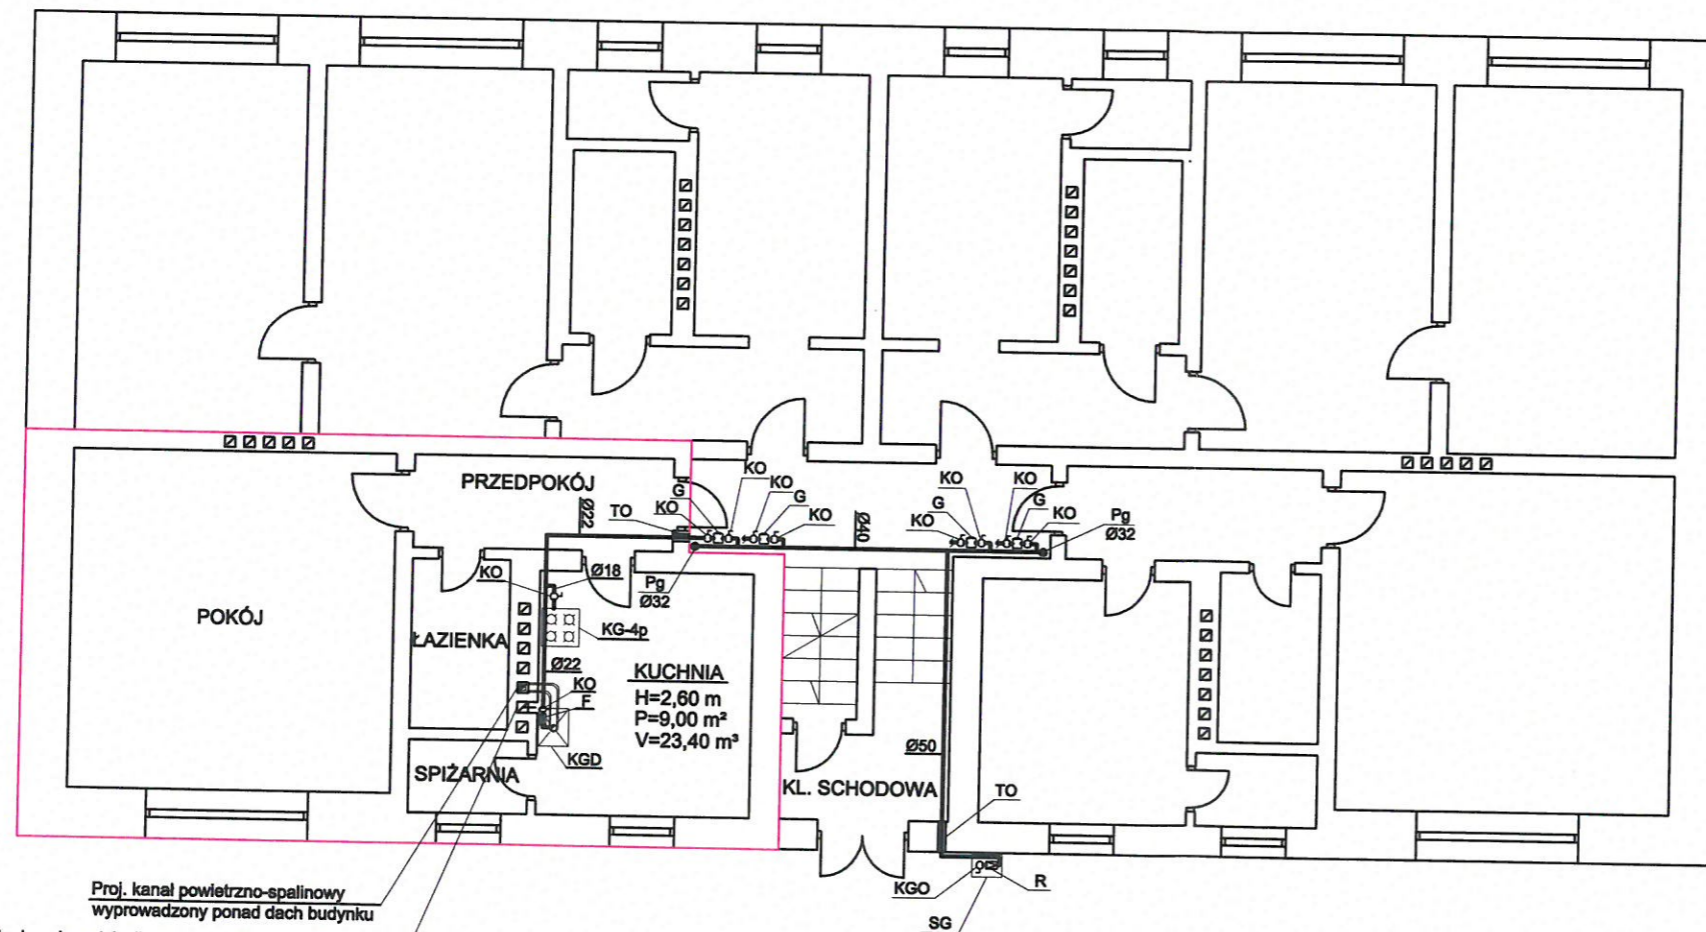 PRZEDPOKÓJ
Ø22
TO
KO
G
KO
KO
G
KO
Ø40
KO
G
KO
KO
G
KO
Pg
Ø32
Pg
Ø32
KO
Ø18
KG-4p
POKÓJ
ŁAZIENKA
Ø22
KO
F
KUCHNIA
H=2,60 m
P=9,00 m²
V=23,40 m³
KGD
SPIŻARNIA
Ø50
KL. SCHODOWA
TO
KGO
R
SG
Proj. kanał powietrzno-spalinowy
wyprowadzony ponad dach budynku